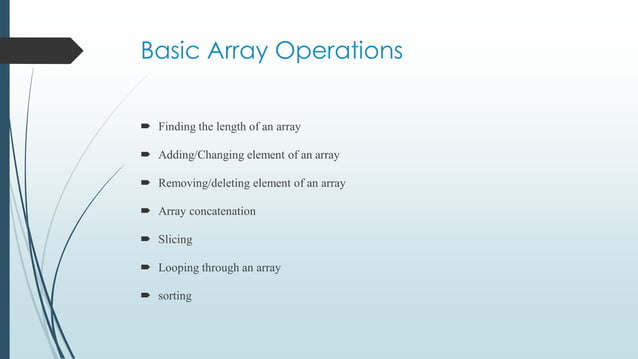 Basic Array Operations
Finding the length of an array
Adding/Changing element of an array
Removing/deleting element of an array
Array concatenation
Slicing
Looping through an array
sorting